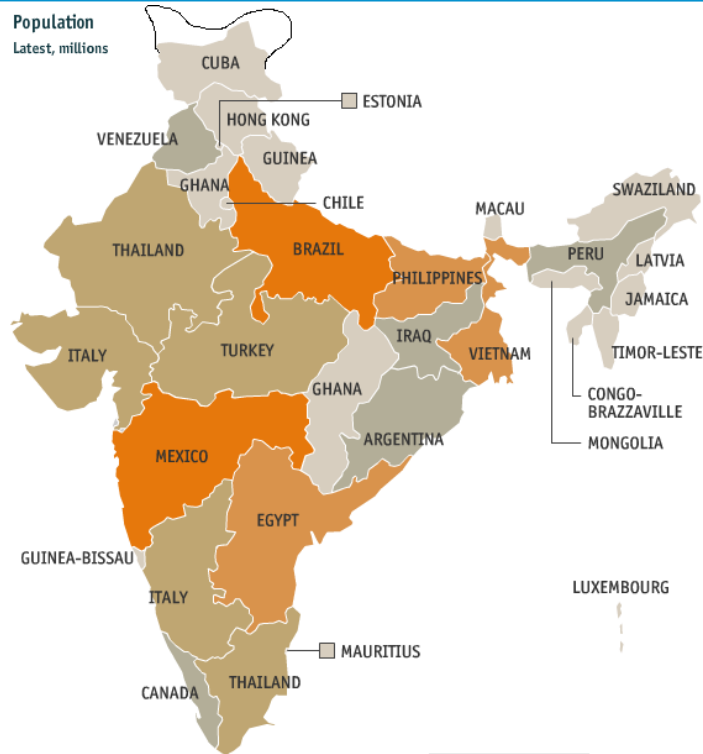 Population
Latest, millions
CUBA
ESTONIA
HONG KONG
VENEZUELA
GUINEA
GHANA
SWAZILAND
CHILE
MACAU
THAILAND
BRAZIL
PERU
LATVIA
PHILIPPINES
JAMAICA
IRAQ
TURKEY
ITALY
VIETNAM
TIMOR-LESTE
GHANA
CONGO-
BRAZZAVILLE
ARGENTINA
MONGOLIA
MEXICO
EGYPT
GUINEA-BISSAU
LUXEMBOURG
ITALY
MAURITIUS
THAILAND
CANADA